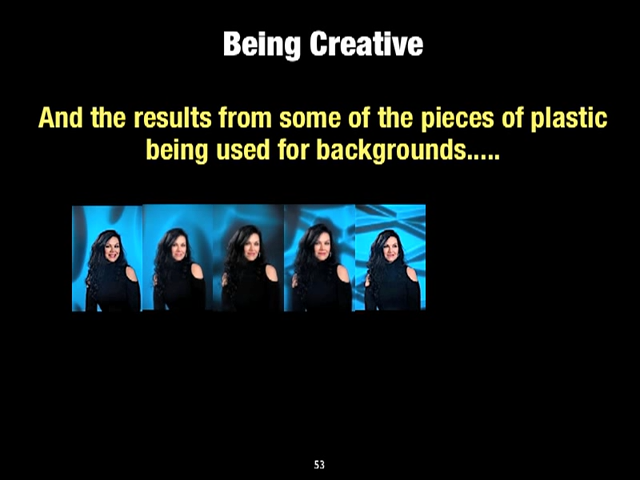 Being Creative
And the results from some of the pieces of plastic
being used for backgrounds.....
53